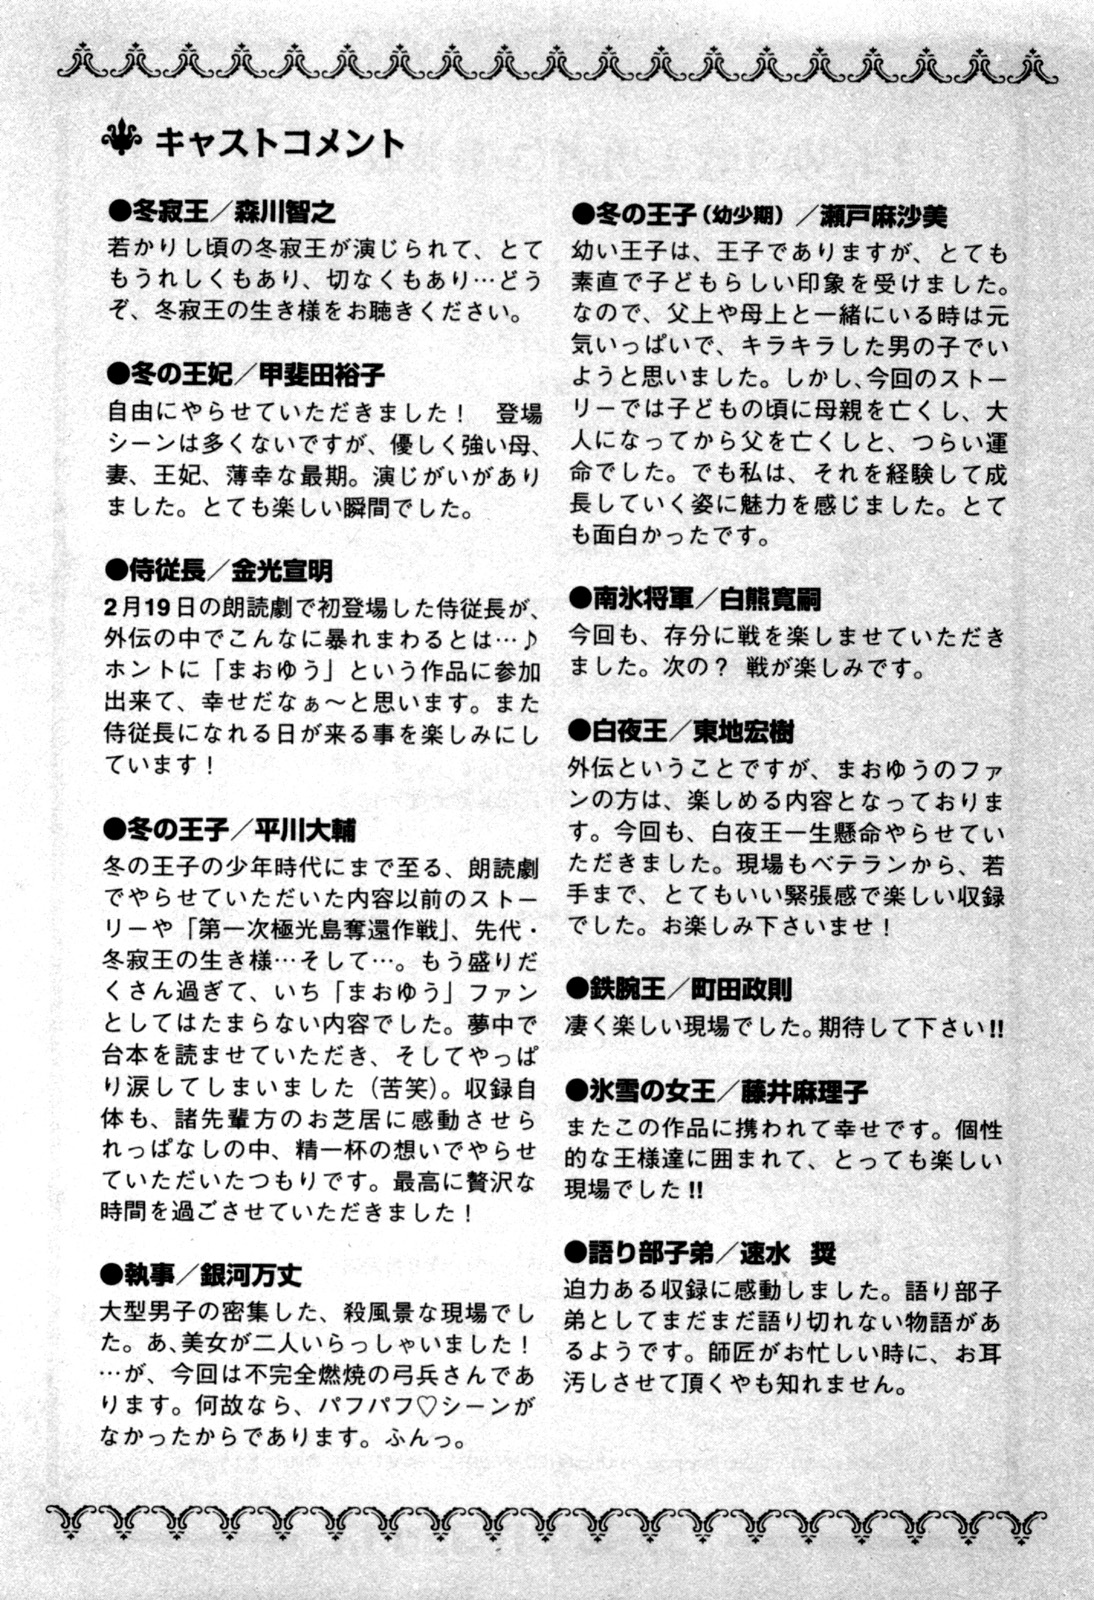 キャストコメント
●冬寂王／森川智之
若かりし頃の冬寂王が演じられて、とて
もうれしくもあり、切なくもあり…どう
ぞ、冬寂王の生き様をお聴きください。
●冬の王妃／甲斐田裕子
自由にやらせていただきました！　登場
シーンは多くないですが、優しく強い母、
妻、王妃、薄幸な最期。演じがいがあり
ました。とても楽しい瞬間でした。
●侍従長／金光宣明
2月19日の朗読劇で初登場した侍従長が、
外伝の中でこんなに暴れまわるとは…♪
ホントに「まおゆう」という作品に参加
出来て、幸せだなぁ～と思います。また
侍従長になれる日が来る事を楽しみにし
ています！
●冬の王子／平川大輔
冬の王子の少年時代にまで至る、朗読劇
でやらせていただいた内容以前のストー
リーや「第一次極光島奪還作戦」、先代・
冬寂王の生き様…そして…。もう盛りだ
くさん過ぎて、いち「まおゆう」ファン
としてはたまらない内容でした。夢中で
台本を読ませていただき、そしてやっぱ
り涙してしまいました（苦笑）。収録自
体も、諸先輩方のお芝居に感動させら
れっぱなしの中、精一杯の想いでやらせ
ていただいたつもりです。最高に贅沢な
時間を過ごさせていただきました！
●執事／銀河万丈
大型男子の密集した、殺風景な現場でし
た。あ、美女が二人いらっしゃいました！
…が、今回は不完全燃焼の弓兵さんであ
ります。何故なら、パフパフ♡シーンが
なかったからであります。ふんっ。
●冬の王子（幼少期）／瀬戸麻沙美
幼い王子は、王子でありますが、とても
素直で子どもらしい印象を受けました。
なので、父上や母上と一緒にいる時は元
気いっぱいで、キラキラした男の子でい
ようと思いました。しかし、今回のストー
リーでは子どもの頃に母親を亡くし、大
人になってから父を亡くしと、つらい運
命でした。でも私は、それを経験して成
長していく姿に魅力を感じました。とて
も面白かったです。
●南氷将軍／白熊寛嗣
今回も、存分に戦を楽しませていただき
ました。次の？ 戦が楽しみです。
●白夜王／東地宏樹
外伝ということですが、まおゆうのファ
ンの方は、楽しめる内容となっておりま
す。今回も、白夜王一生懸命やらせてい
ただきました。現場もベテランから、若
手まで、とてもいい緊張感で楽しい収録
でした。お楽しみ下さいませ！
●鉄腕王／町田政則
凄く楽しい現場でした。期待して下さい!!
●氷雪の女王／藤井麻理子
またこの作品に携われて幸せです。個性
的な王様達に囲まれて、とっても楽しい
現場でした!!
●語り部子弟／速水　奨
迫力ある収録に感動しました。語り部子
弟としてまだまだ語り切れない物語があ
るようです。師匠がお忙しい時に、お耳
汚しさせて頂くやも知れません。